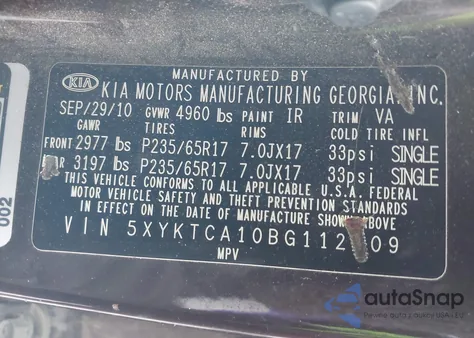 MANUFACTURED BY
KIA KIA MOTORS MANUFACTURING GEORGIA, INC.
SEP/29/10 GVWR 4960 lbs PAINT IR TRIM VA
GAWR TIRES RIMS COLD TIRE INFL
FRONT 2977 lbs P235/65R17 7.0JX17 33psi SINGLE
3197 lbs P235/65R17 7.0JX17 33psi SINGLE
THIS VEHICLE CONFORMS TO ALL APPLICABLE U.S.A. FEDERAL
MOTOR VEHICLE SAFETY AND THEFT PREVENTION STANDARDS
IN EFFECT ON THE DATE OF MANUFACTURE SHOWN ABOVE.
VIN
MPV
002
autoSnap